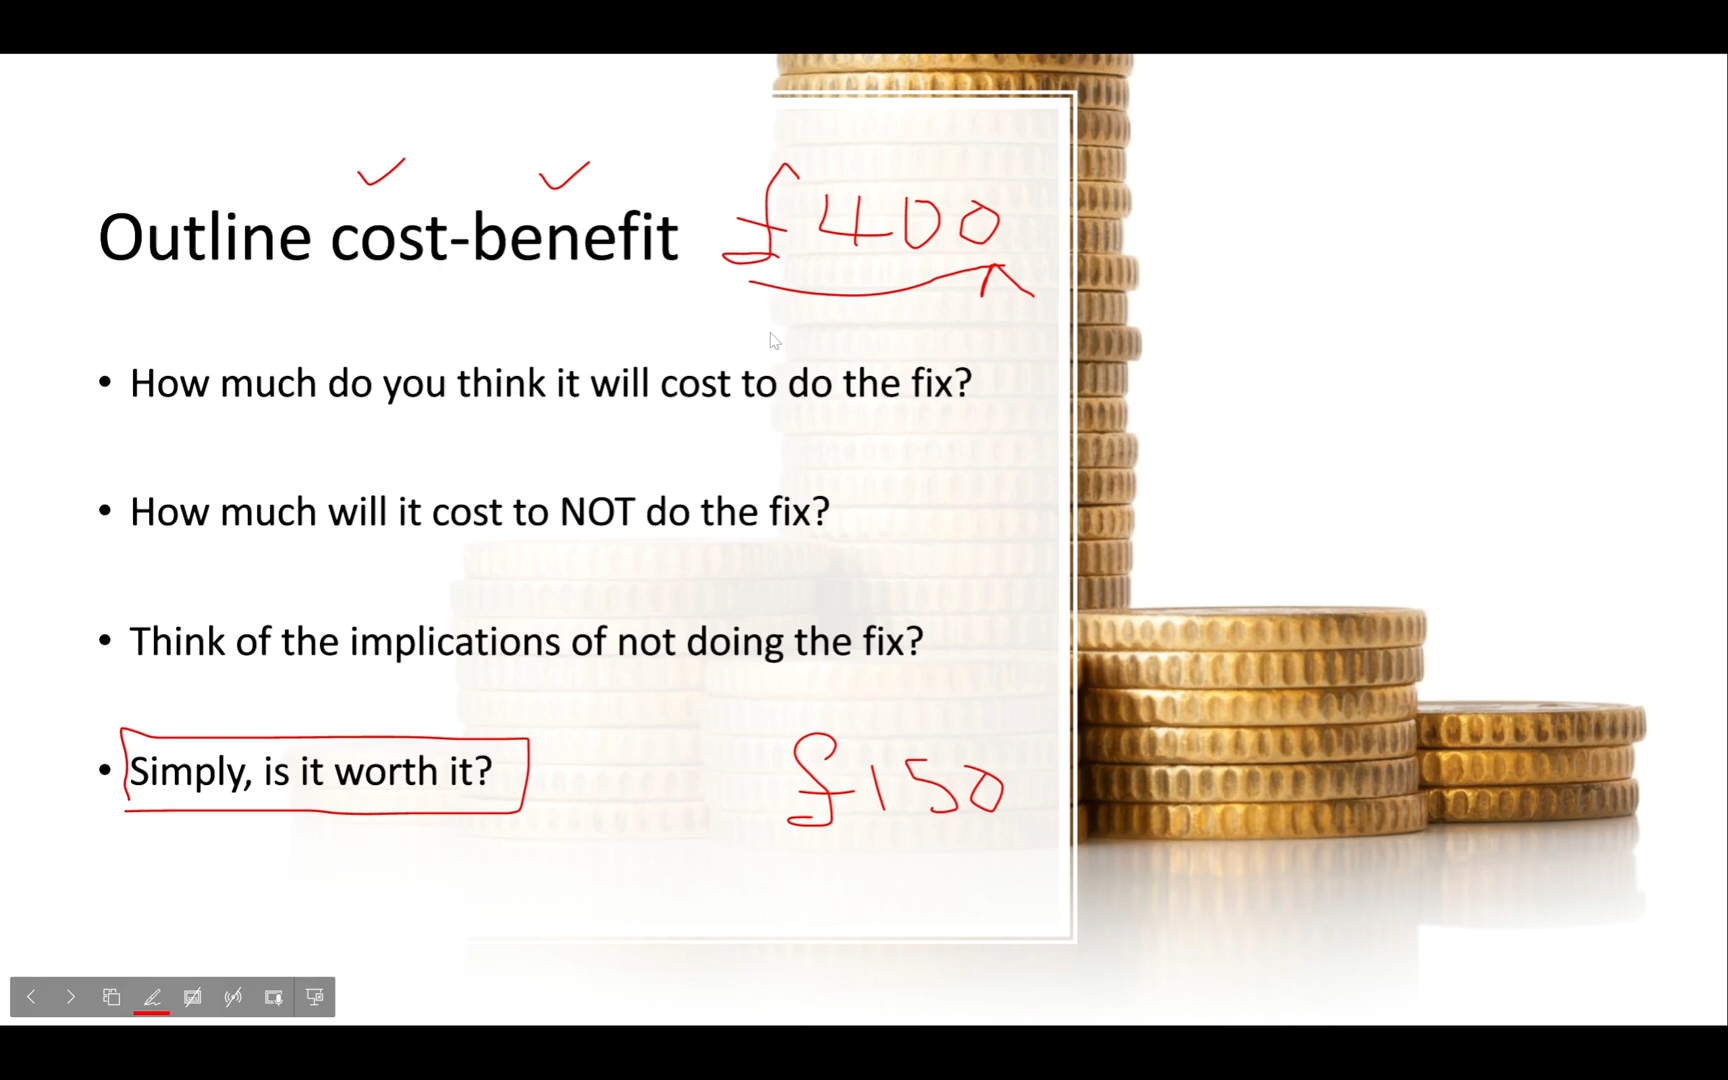 Outline cost-benefit £400
• How much do you think it will cost to do the fix?
• How much will it cost to NOT do the fix?
• Think of the implications of not doing the fix?
• Simply, is it worth it? £150